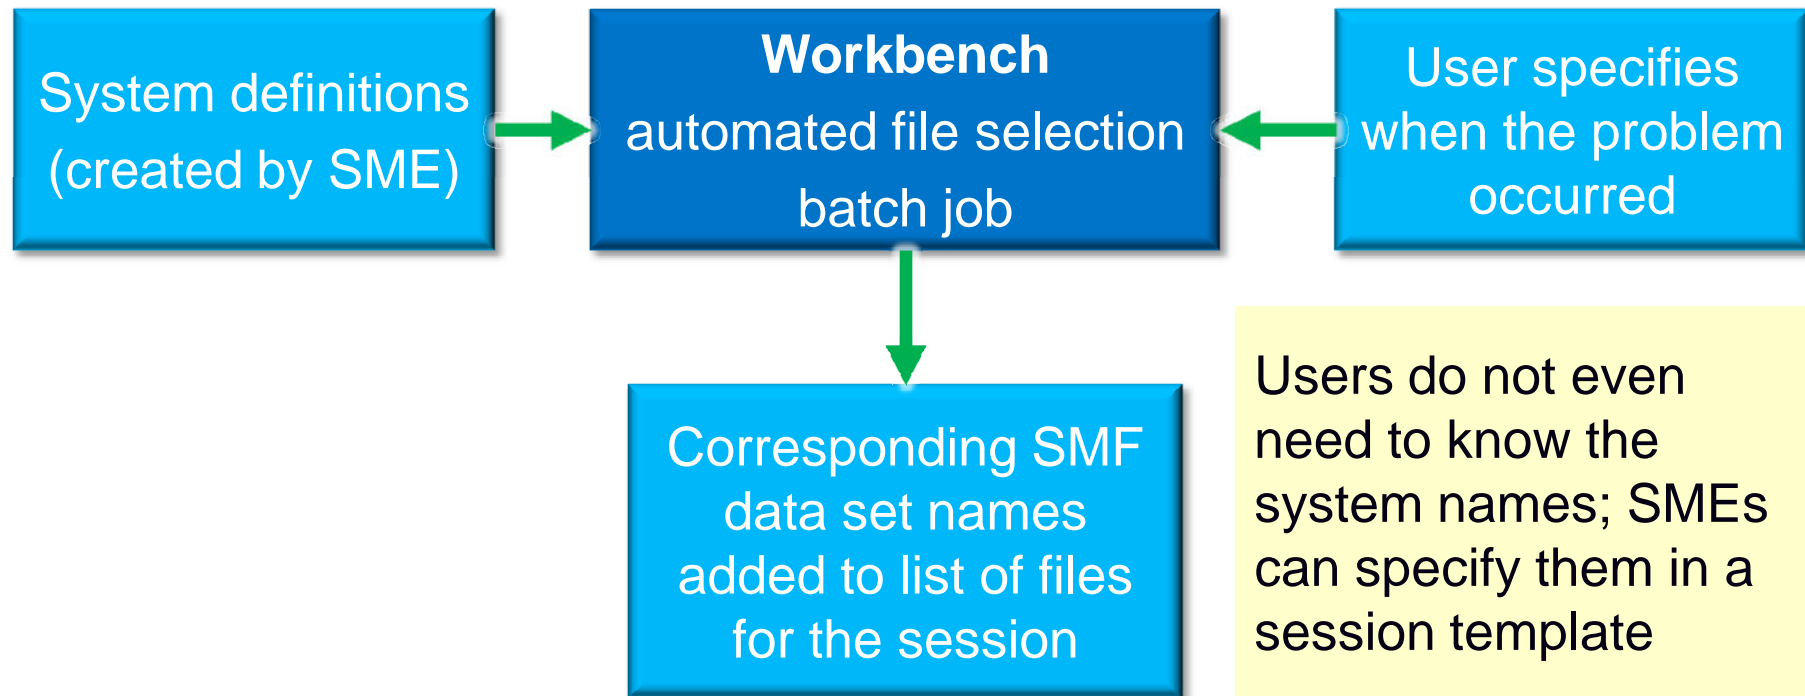 System definitions
(created by SME)
Workbench
automated file selection
batch job
User specifies
when the problem
occurred
Corresponding SMF
data set names
added to list of files
for the session
Users do not even
need to know the
system names; SMEs
can specify them in a
session template